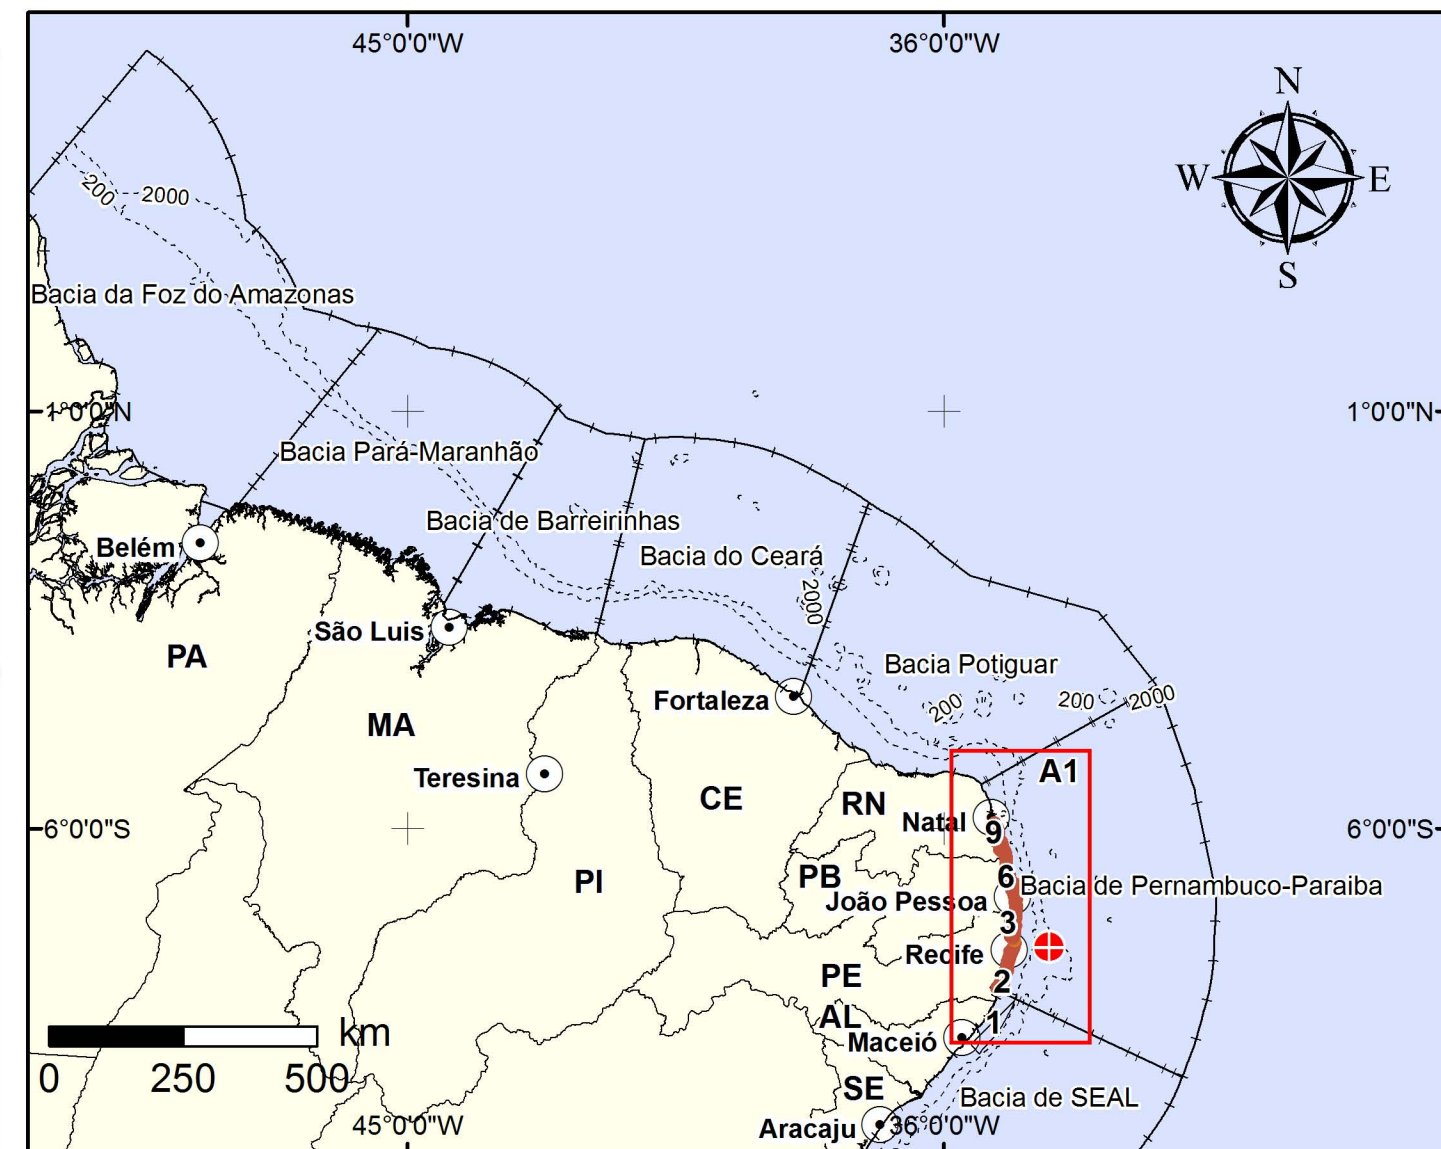 45°0'0"W
36°0'0"W
N
W
E
S
200
2000
Bacia da Foz do Amazonas
1°0'0"N
1°0'0"N
Bacia Pará-Maranhão
Bacia de Barreirinhas
Belém
Bacia do Ceará
2000
São Luis
PA
Bacia Potiguar
Fortaleza
200
200
2000
MA
Teresina
A1
CE
RN
Natal
9
6°0'0"S
6°0'0"S
PI
PB
6
Bacia de Pernambuco-Paraiba
João Pessoa
3
Recife
PE
2
AL
1
Maceió
km
0
250
500
SE
Bacia de SEAL
45°0'0"W
Aracaju
36°0'0"W